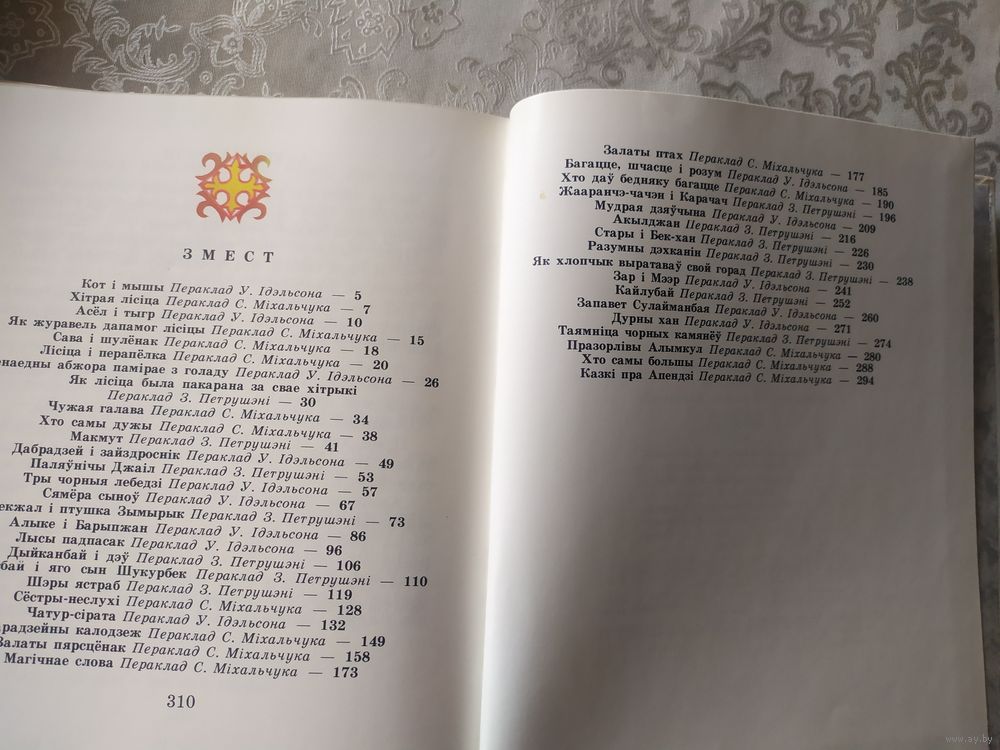 ЗМЕСТ
Кот і мышы Пераклад У. Ідэльсона — 5
Хітрая лісіца Пераклад С. Міхальчука — 7
Асёл і тыгр Пераклад У. Ідэльсона — 10
Як журавель дапамог лісіцы Пераклад С. Міхальчука — 15
Сава і шулёнак Пераклад С. Міхальчука — 18
Лісіца і перапёлка Пераклад С. Міхальчука — 20
абжора памірае з голаду Пераклад У. Ідэльсона — 26
Як лісіца была пакарана за свае хітрыкі
Пераклад З. Петрушэні — 30
Чужая галава Пераклад С. Міхальчука — 34
Хто самы дужы Пераклад С. Міхальчука — 38
Макмут Пераклад З. Петрушэні — 41
Дабрадзей і зайздроснік Пераклад У. Ідэльсона — 49
Паляўнічы Джаіл Пераклад З. Петрушэні — 53
Тры чорныя лебедзі Пераклад У. Ідэльсона — 57
Сямёра сыноў Пераклад У. Ідэльсона — 67
і птушка Зымырык Пераклад З. Петрушэні — 73
Алыке і Барыпжан Пераклад У. Ідэльсона — 86
Лысы падпасак Пераклад У. Ідэльсона — 96
Дыйканбай і дэў Пераклад З. Петрушэні — 106
і яго сын Шукурбек Пераклад З. Петрушэні — 110
Шэры ястраб Пераклад З. Петрушэні — 119
Сёстры-неслухі Пераклад С. Міхальчука — 128
Чатур-сірата Пераклад У. Ідэльсона — 132
калодзеж Пераклад С. Міхальчука — 149
Залаты пярсцёнак Пераклад С. Міхальчука — 158
Магічнае слова Пераклад С. Міхальчука — 173
310
Залаты птах Пераклад С. Міхальчука — 177
Багацце, шчасце і розум Пераклад У. Ідэльсона — 185
Хто даў бедняку багацце Пераклад С. Міхальчука — 190
Жааранчэ-чачэн і Карачач Пераклад З. Петрушэні — 196
Мудрая дзяўчына Пераклад У. Ідэльсона — 209
Акылджан Пераклад З. Петрушэні — 216
Стары і Бек-хан Пераклад З. Петрушэні — 226
Разумны дэхканін Пераклад З. Петрушэні — 230
Як хлопчык выратаваў свой горад Пераклад З. Петрушэні — 238
Зар і Мээр Пераклад У. Ідэльсона — 241
Кайлубай Пераклад З. Петрушэні — 252
Запавет Сулайманбая Пераклад У. Ідэльсона — 260
Дурны хан Пераклад У. Ідэльсона — 271
Таямніца чорных камянёў Пераклад З. Петрушэні — 274
Празорлівы Алымкул Пераклад С. Міхальчука — 280
Хто самы большы Пераклад С. Міхальчука — 288
Казкі пра Апендзі Пераклад С. Міхальчука — 294
www.ay.by